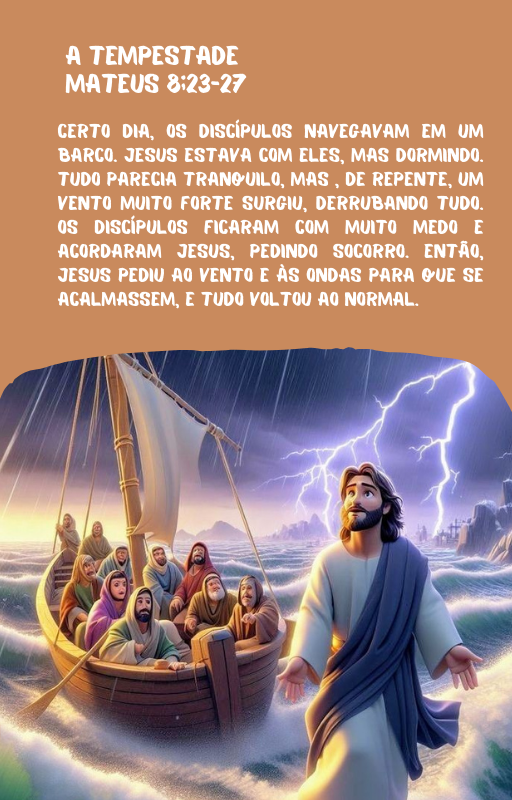 A TEMPESTADE
MATEUS 8;23-27
CERTO DIA, OS DISCÍPULOS NAVEGAVAM EM UM
BARCO. JESUS ESTAVA COM ELES, MAS DORMINDO.
TUDO PARECIA TRANQUILO, MAS , DE REPENTE, UM
VENTO MUITO FORTE SURGIU, DERRUBANDO TUDO.
OS DISCÍPULOS FICARAM COM MUITO MEDO E
ACORDARAM JESUS, PEDINDO SOCORRO. ENTÃO,
JESUS PEDIU AO VENTO E ÀS ONDAS PARA QUE SE
ACALMASSEM, E TUDO VOLTOU AO NORMAL.